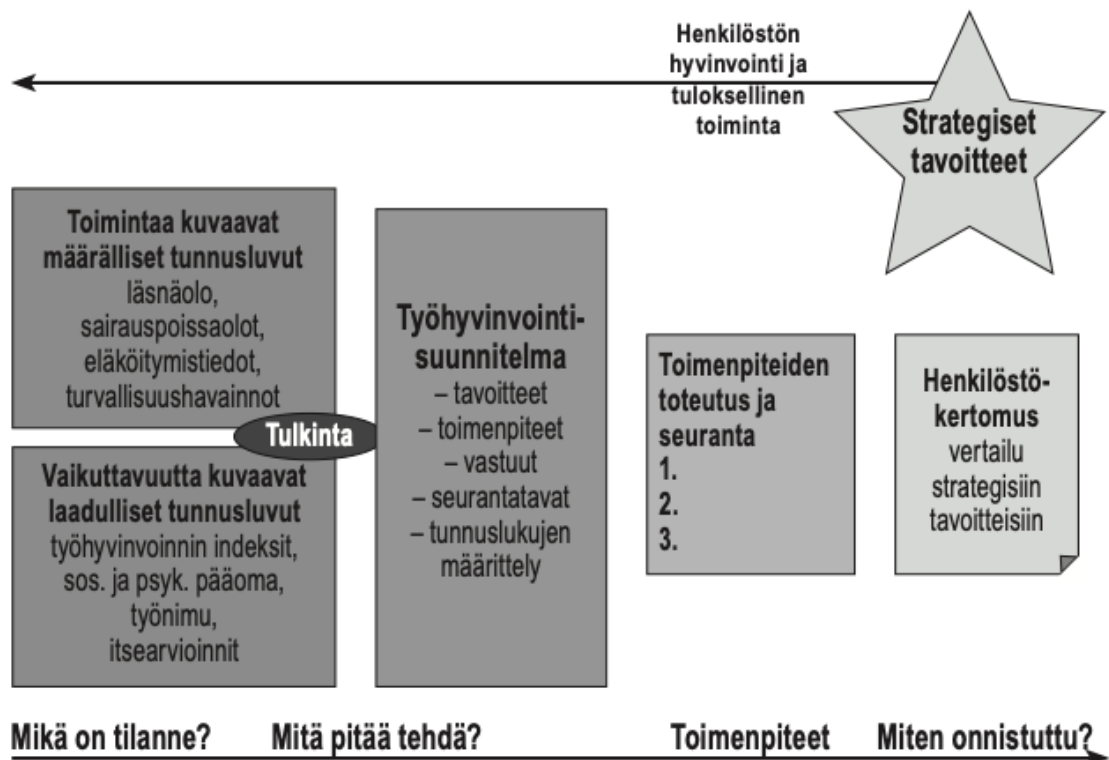 Henkilöstön
hyvinvointi ja
tuloksellinen
toiminta
Strategiset
tavoitteet
Toimintaa kuvaavat
määrälliset tunnusluvut
läsnäolo,
sairauspoissaolot,
eläköitymistiedot,
turvallisuushavainnot
Tulkinta
Vaikuttavuutta kuvaavat
laadulliset tunnusluvut
työhyvinvoinnin indeksit,
sos. ja psyk. pääoma,
työnimu,
itsearvioinnit
Työhyvinvointi-
suunnitelma
– tavoitteet
– toimenpiteet
– vastuut
– seurantatavat
– tunnuslukujen
määrittely
Toimenpiteiden
toteutus ja
seuranta
1.
2.
3.
Henkilöstö-
kertomus
vertailu
strategisiin
tavoitteisiin
Mikä on tilanne?
Mitä pitää tehdä?
Toimenpiteet
Miten onnistuttu?